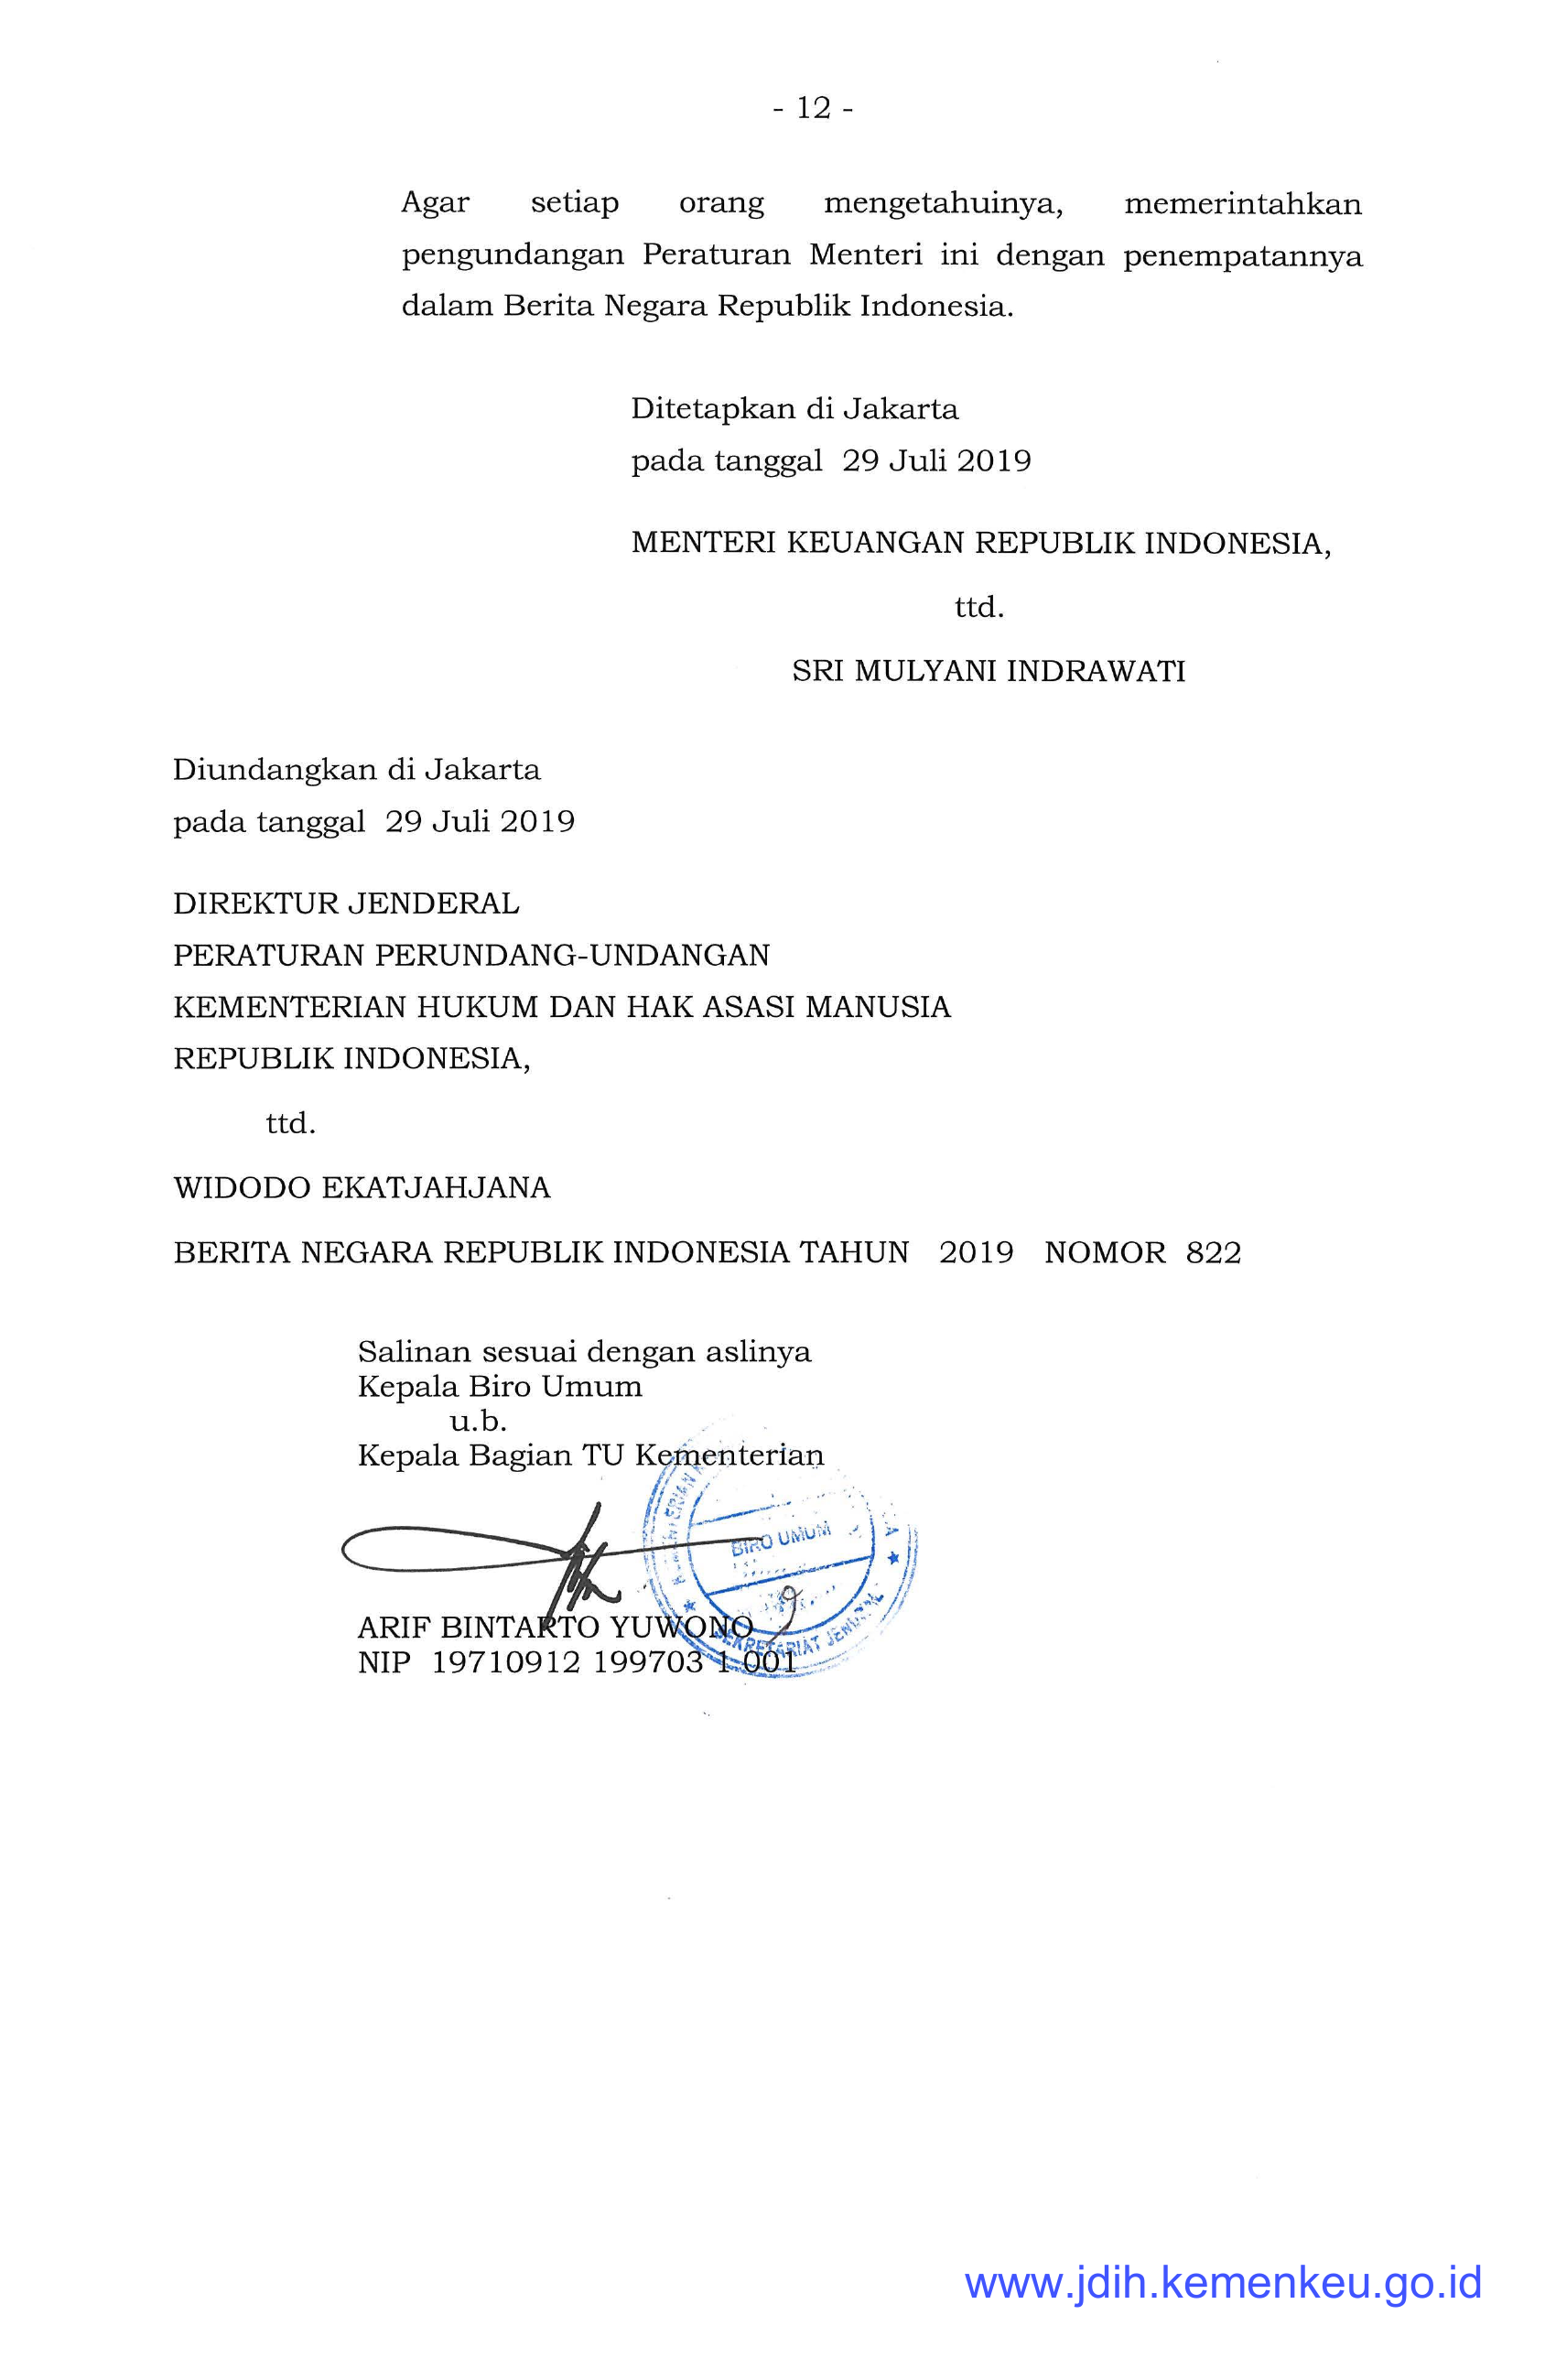 - 12 -
Agar setiap orang mengetahuinya, memerintahkan
pengundangan Peraturan Menteri ini dengan penempatannya
dalam Berita Negara Republik Indonesia.
Ditetapkan di Jakarta
pada tanggal 29 Juli 2019
MENTERI KEUANGAN REPUBLIK INDONESIA,
ttd.
SRI MULYANI INDRAWATI
Diundangkan di Jakarta
pada tanggal 29 Juli 2019
DIREKTUR JENDERAL
PERATURAN PERUNDANG-UNDANGAN
KEMENTERIAN HUKUM DAN HAK ASASI MANUSIA
REPUBLIK INDONESIA,
ttd.
WIDODO EKATJAHJANA
BERITA NEGARA REPUBLIK INDONESIA TAHUN 2019 NOMOR 822
Salinan sesuai dengan aslinya
Kepala Biro Umum
u.b.
Kepala Bagian TU Kementerian
BIRO UMUM
SEKRETARIAT
ARIF BINTARTO YUWONO
NIP 19710912 199703 1 001
www.jdih.kemenkeu.go.id